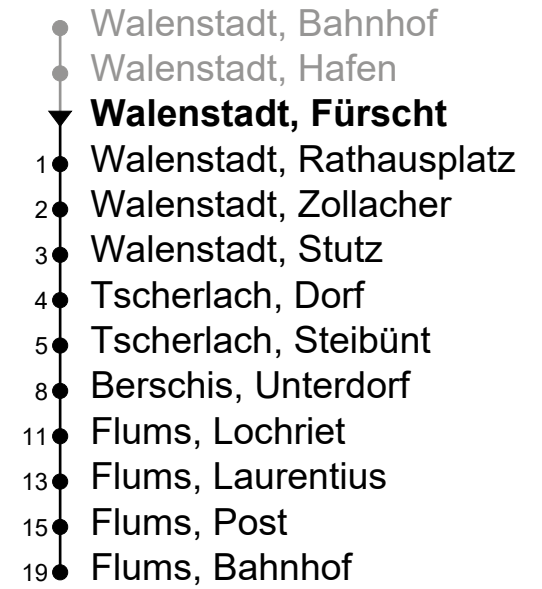 Walenstadt, Bahnhof
Walenstadt, Hafen
Walenstadt, Fürscht
1 Walenstadt, Rathausplatz
2 Walenstadt, Zollacher
3 Walenstadt, Stutz
4 Tscherlach, Dorf
5 Tscherlach, Steibünt
8 Berschis, Unterdorf
11 Flums, Lochriet
13 Flums, Laurentius
15 Flums, Post
19 Flums, Bahnhof